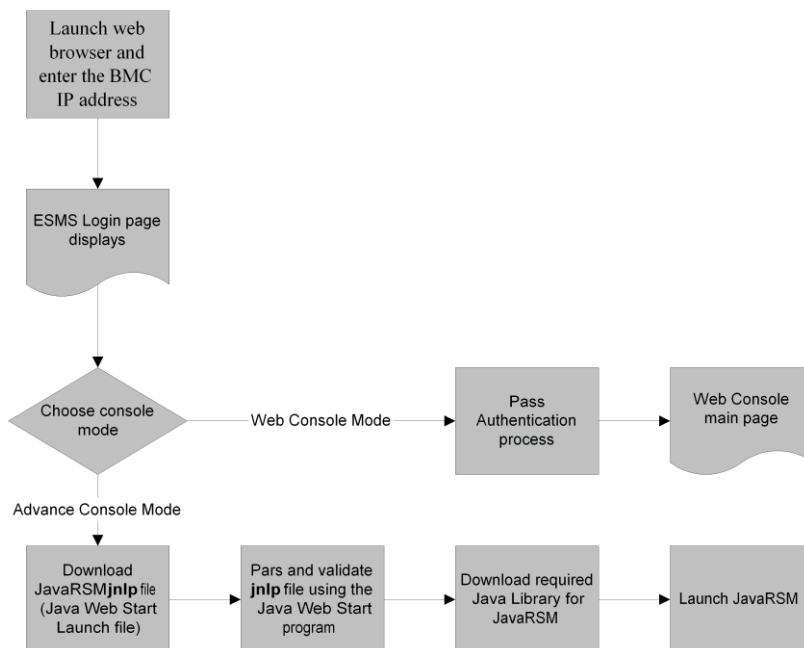 Launch web
browser and
enter the BMC
IP address
ESMS Login page
displays
Choose console
mode
Web Console Mode
Pass
Authentication
process
Web Console
main page
Advance Console Mode
Download
JavaRSM jnlp file
(Java Web Start
Launch file)
Pars and validate
jnlp file using the
Java Web Start
program
Download required
Java Library for
JavaRSM
Launch JavaRSM